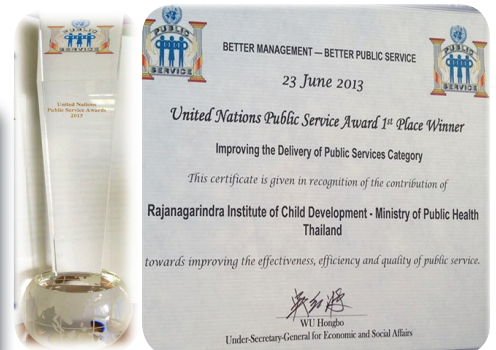 PUBLIC
SERVICE
United Nations
Public Service Awards
2013
PUBLIC
SERVICE
PUBLIC
SERVICE
BETTER MANAGEMENT — BETTER PUBLIC SERVICE
23 June 2013
United Nations Public Service Award 1st Place Winner
Improving the Delivery of Public Services Category
This certificate is given in recognition of the contribution of
Rajanagarindra Institute of Child Development - Ministry of Public Health
Thailand
towards improving the effectiveness, efficiency and quality of public service.
WU Hongbo
Under-Secretary-General for Economic and Social Affairs